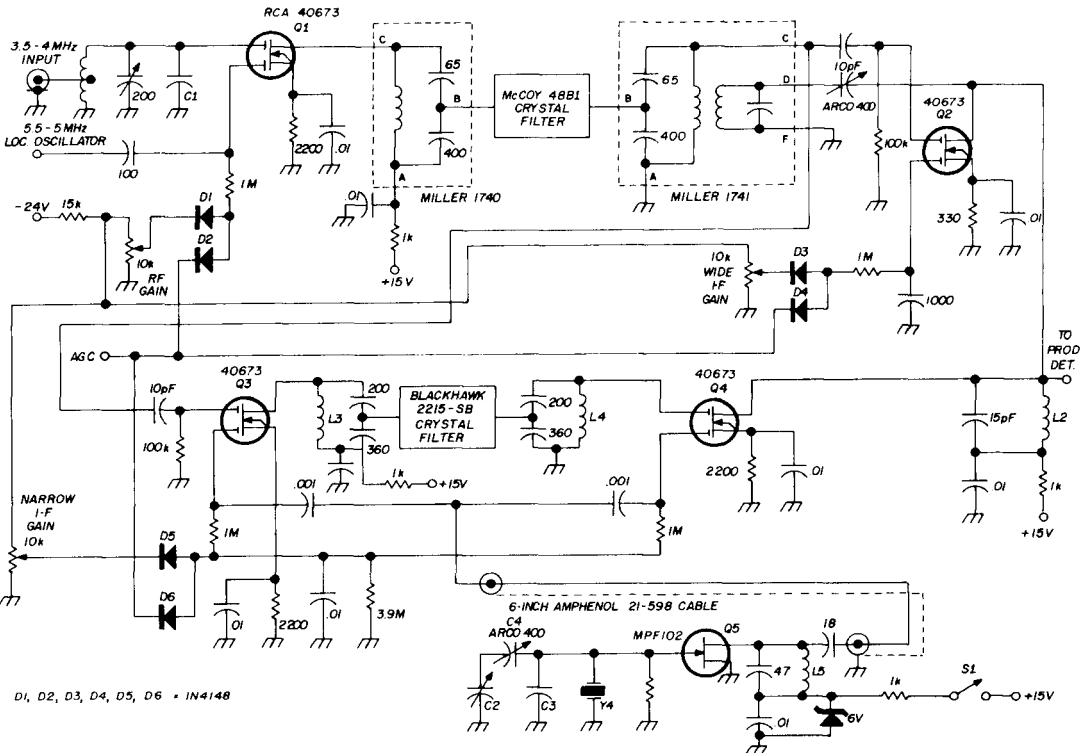 RCA 40673
Q1
3.5-4MHz
INPUT
200
C1
5.5-5MHz
LOC. OSCILLATOR
100
2200
.01
1M
-24V
15k
D1
D2
10k
RF
GAIN
C
65
B
400
A
.01
MILLER 1740
1k
+15V
McCOY 48B1
CRYSTAL
FILTER
C
65
B
D
400
F
A
MILLER 1741
10pF
ARCO 400
100k
40673
Q2
330
.01
10k
WIDE
I-F
GAIN
D3
D4
1M
1000
AGC
TO
PROD
DET.
10pF
40673
Q3
100k
200
L3
360
BLACKHAWK
2215-SB
CRYSTAL
FILTER
200
L4
360
40673
Q4
2200
.01
15pF
L2
.01
1k
+15V
1k
+15V
.001
.001
NARROW
I-F
GAIN
10k
D5
D6
1M
1M
.01
2200
.01
3.9M
6-INCH AMPHENOL 21-598 CABLE
C4
ARCO 400
C2
C3
Y4
MPF102
Q5
47
L5
18
.01
6V
1k
S1
+15V
D1, D2, D3, D4, D5, D6 = 1N4148